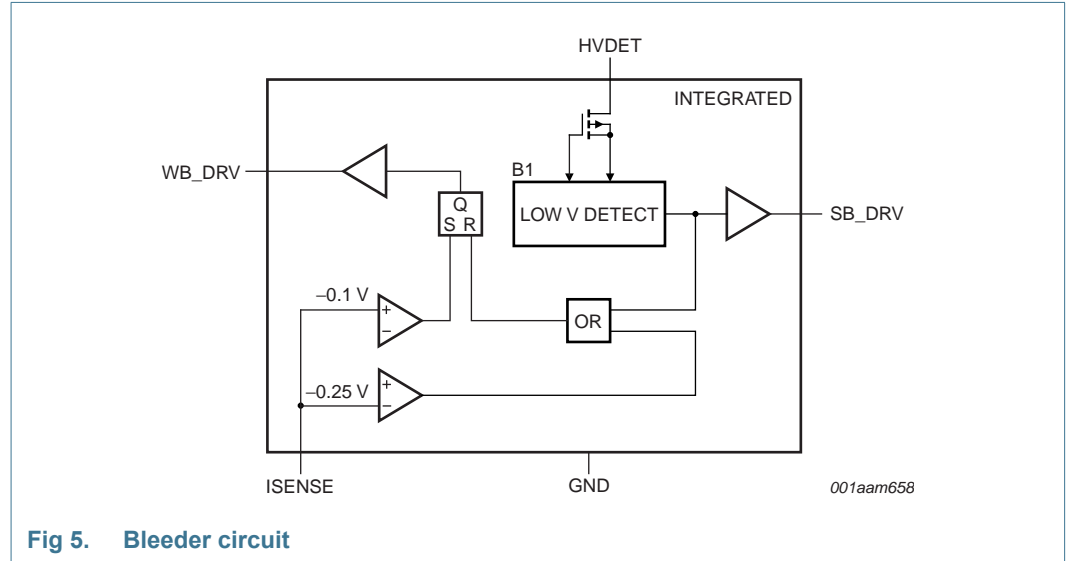 HVDET
INTEGRATED
WB_DRV
B1
Q
S R
LOW V DETECT
SB_DRV
−0.1 V
+
−
OR
−0.25 V
+
−
ISENSE
GND
001aam658
Fig 5. Bleeder circuit